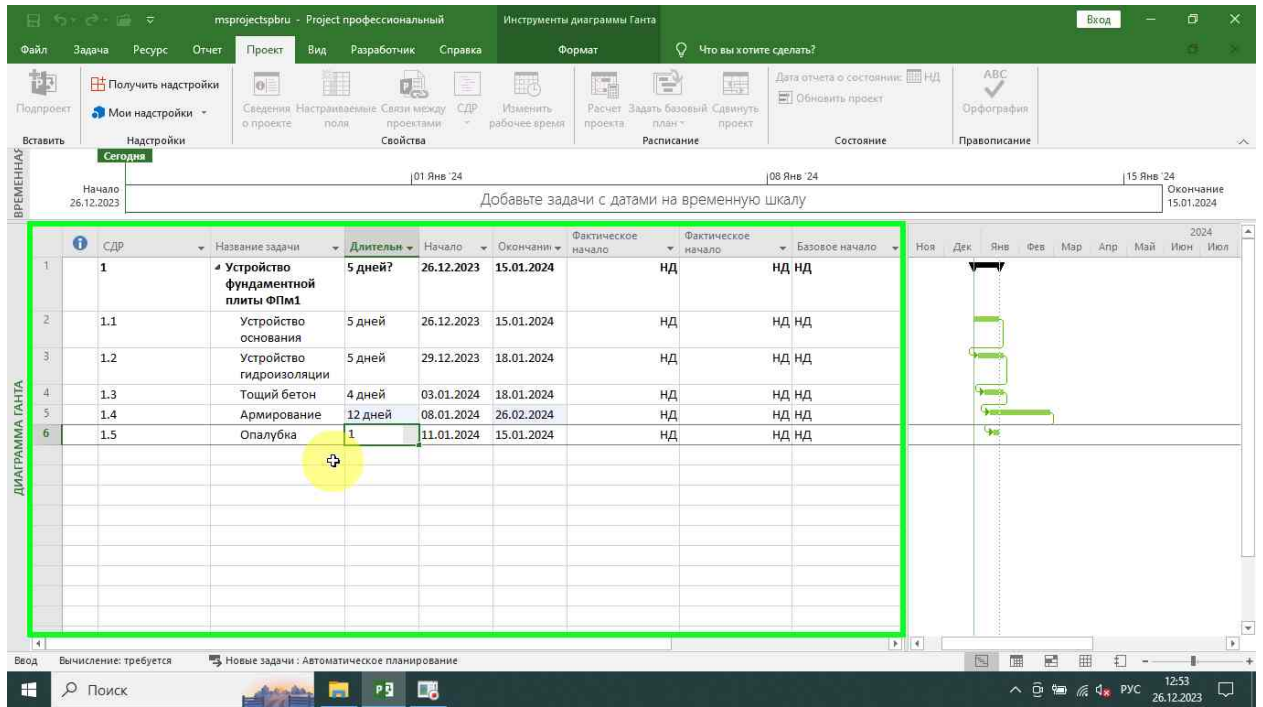 msprojectspbru - Project профессиональный
Инструменты диаграммы Ганта
Вход
Файл Задача Ресурс Отчет Проект Вид Разработчик Справка Формат Что вы хотите сделать?
Подпроект
Получить надстройки
Мои надстройки
Сведения о проекте
Настраиваемые поля
Связи между проектами
СДР
Изменить рабочее время
Расчет проекта
Задать базовый план
Сдвинуть проект
Дата отчета о состоянии: НД
Обновить проект
ABC
Орфография
Вставить Надстройки Свойства Расписание Состояние Правописание
ВРЕМЕННАЯ
Сегодня
01 Янв '24 08 Янв '24 15 Янв '24
Начало
26.12.2023
Добавьте задачи с датами на временную шкалу
Окончание
15.01.2024
ДИАГРАММА ГАНТА
СДР Название задачи Длительн Начало Окончани Фактическое начало Фактическое начало Базовое начало
2024
Ноя Дек Янв Фев Мар Апр Май Июн Июл
1 1 Устройство фундаментной плиты ФПм1 5 дней? 26.12.2023 15.01.2024 НД НД НД
2 1.1 Устройство основания 5 дней 26.12.2023 15.01.2024 НД НД НД
3 1.2 Устройство гидроизоляции 5 дней 29.12.2023 18.01.2024 НД НД НД
4 1.3 Тощий бетон 4 дней 03.01.2024 18.01.2024 НД НД НД
5 1.4 Армирование 12 дней 08.01.2024 26.02.2024 НД НД НД
6 1.5 Опалубка 1 11.01.2024 15.01.2024 НД НД НД
Ввод Вычисление: требуется Новые задачи : Автоматическое планирование
Поиск
РУС
12:53
26.12.2023